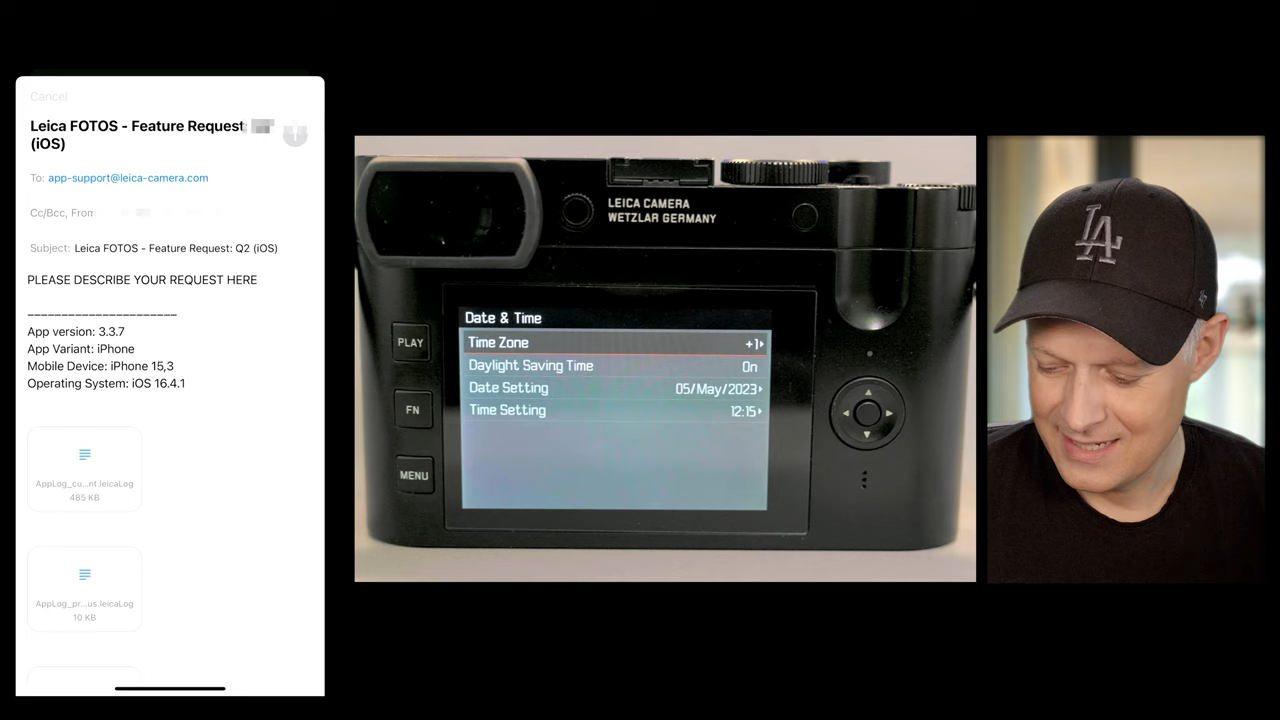 Cancel
Leica FOTOS - Feature Request
(iOS)
To: app-support@leica-camera.com
Cc/Bcc, From
Subject: Leica FOTOS - Feature Request: Q2 (iOS)
PLEASE DESCRIBE YOUR REQUEST HERE
App version: 3.3.7
App Variant: iPhone
Mobile Device: iPhone 15,3
Operating System: iOS 16.4.1
AppLog_cu...nt.leicaLog
485 KB
AppLog_pr...us.leicaLog
10 KB
LEICA CAMERA
WETZLAR GERMANY
Date & Time
Time Zone +1
Daylight Saving Time On
Date Setting 05/May/2023
Time Setting 12:15
PLAY
FN
MENU
LA